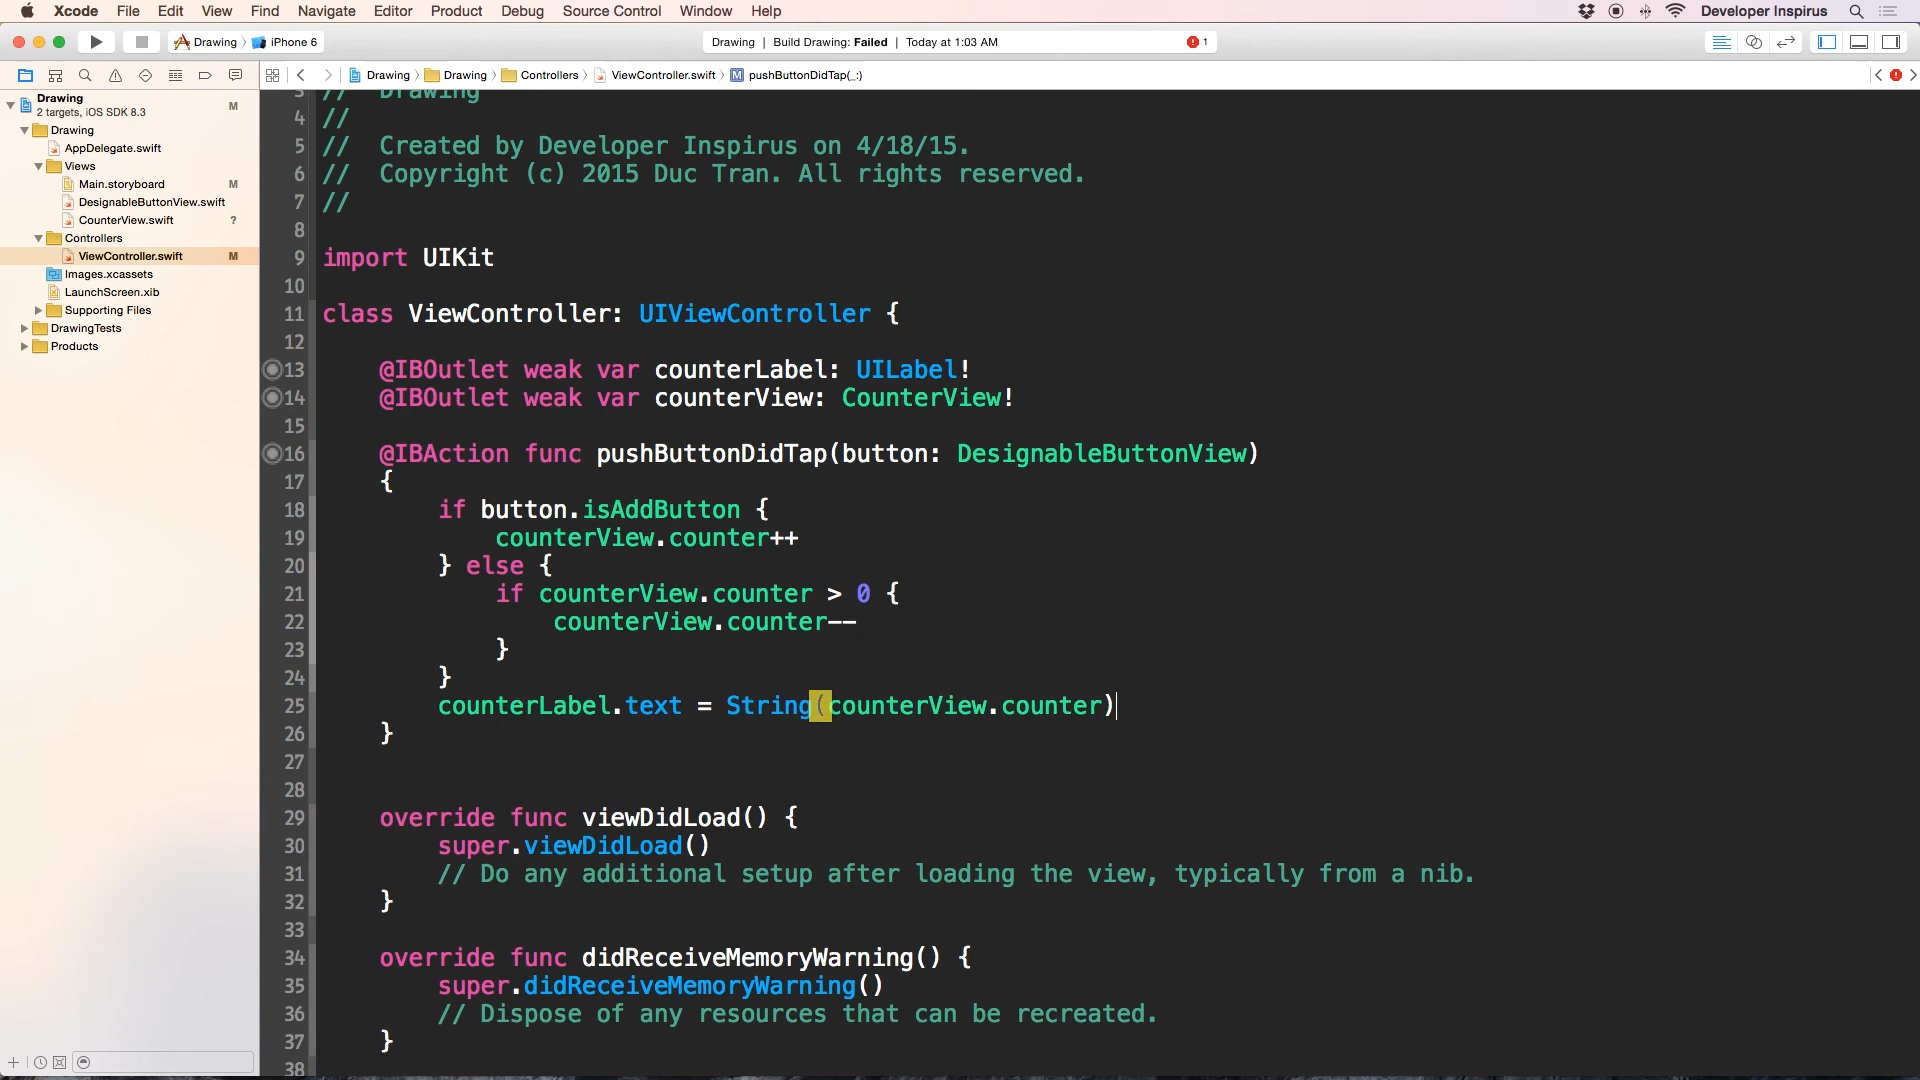 Xcode File Edit View Find Navigate Editor Product Debug Source Control Window Help Developer Inspirus
Drawing iPhone 6 Drawing | Build Drawing: Failed | Today at 1:03 AM 1
Drawing Drawing Controllers ViewController.swift M pushButtonDidTap(_:)
Drawing M
2 targets, iOS SDK 8.3
Drawing
AppDelegate.swift
Views
Main.storyboard M
DesignableButtonView.swift
CounterView.swift ?
Controllers
ViewController.swift M
Images.xcassets
LaunchScreen.xib
Supporting Files
DrawingTests
Products
3 // Drawing
4 //
5 // Created by Developer Inspirus on 4/18/15.
6 // Copyright (c) 2015 Duc Tran. All rights reserved.
7 //
8
9 import UIKit
10
11 class ViewController: UIViewController {
12
13 @IBOutlet weak var counterLabel: UILabel!
14 @IBOutlet weak var counterView: CounterView!
15
16 @IBAction func pushButtonDidTap(button: DesignableButtonView)
17 {
18 if button.isAddButton {
19 counterView.counter++
20 } else {
21 if counterView.counter > 0 {
22 counterView.counter--
23 }
24 }
25 counterLabel.text = String(counterView.counter)
26 }
27
28
29 override func viewDidLoad() {
30 super.viewDidLoad()
31 // Do any additional setup after loading the view, typically from a nib.
32 }
33
34 override func didReceiveMemoryWarning() {
35 super.didReceiveMemoryWarning()
36 // Dispose of any resources that can be recreated.
37 }
38